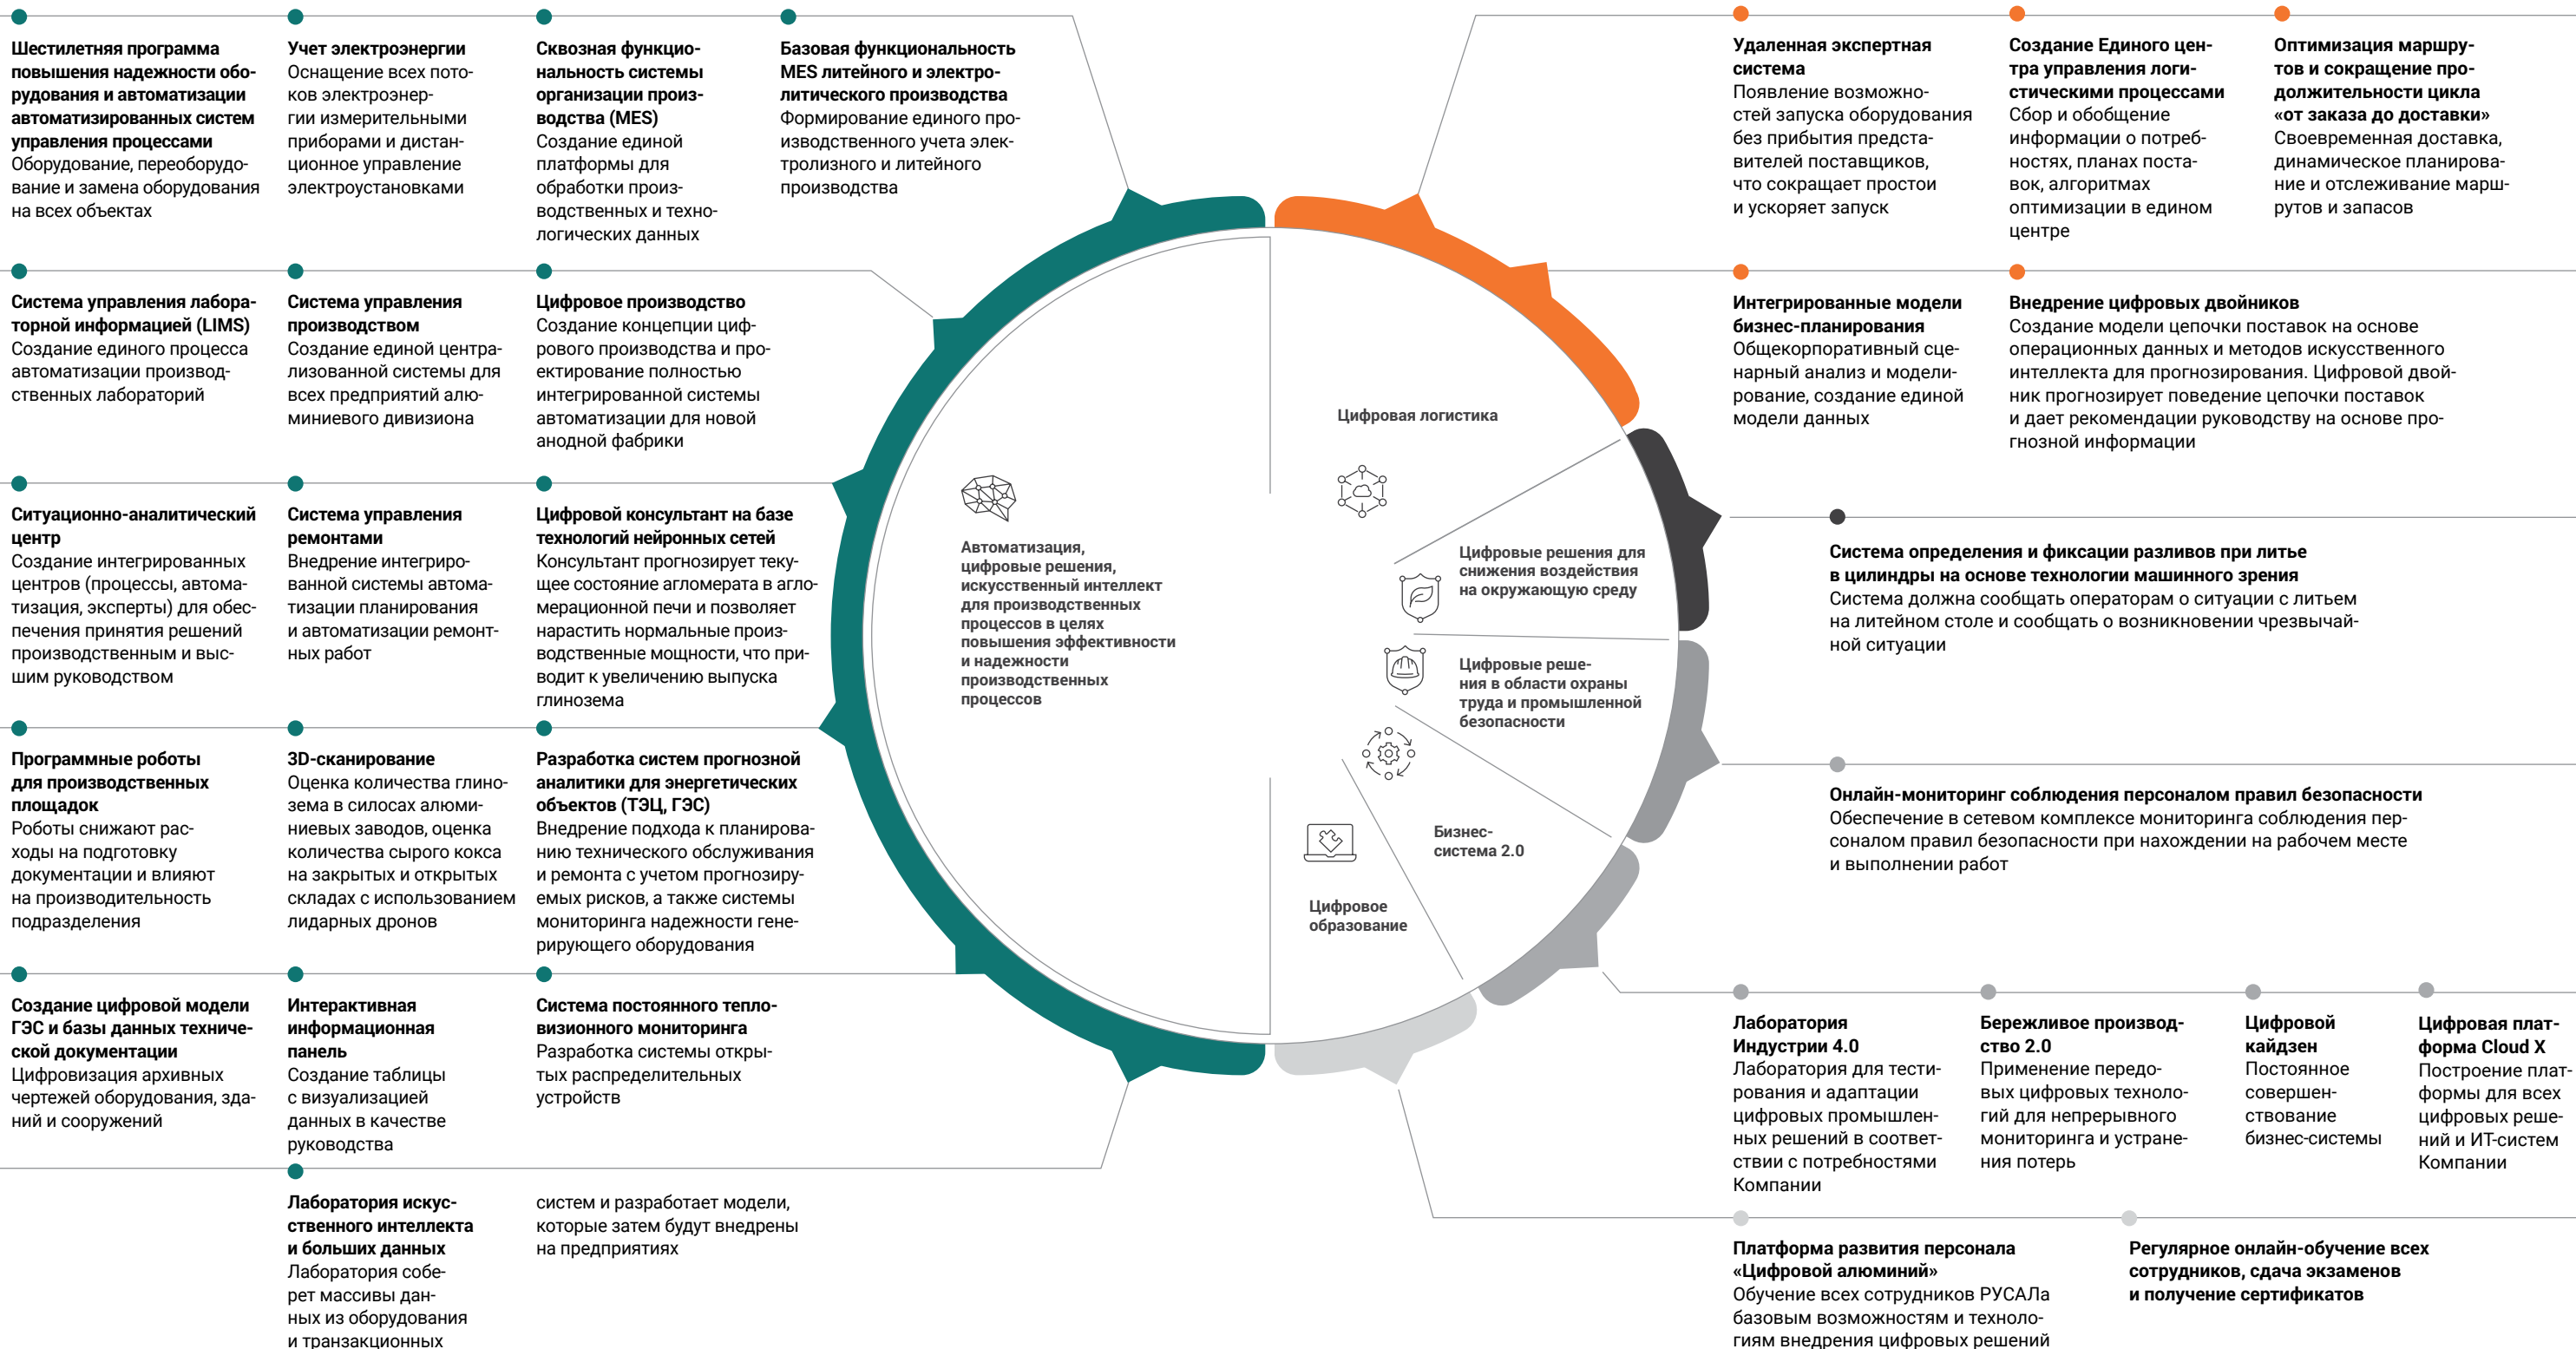 Шестилетняя программа
повышения надежности обо-
рудования и автоматизации
автоматизированных систем
управления процессами
Оборудование, переоборудо-
вание и замена оборудования
на всех объектах
Учет электроэнергии
Оснащение всех пото-
ков электроэнер-
гии измерительными
приборами и дистан-
ционное управление
электроустановками
Сквозная функцио-
нальность системы
организации произ-
водства (MES)
Создание единой
платформы для
обработки произ-
водственных и техно-
логических данных
Базовая функциональность
MES литейного и электро-
литического производства
Формирование единого про-
изводственного учета элек-
тролизного и литейного
производства
Система управления лабора-
торной информацией (LIMS)
Создание единого процесса
автоматизации производ-
ственных лабораторий
Система управления
производством
Создание единой центра-
лизованной системы для
всех предприятий алю-
миниевого дивизиона
Цифровое производство
Создание концепции циф-
рового производства и про-
ектирование полностью
интегрированной системы
автоматизации для новой
анодной фабрики
Ситуационно-аналитический
центр
Создание интегрированных
центров (процессы, автома-
тизация, эксперты) для обес-
печения принятия решений
производственным и выс-
шим руководством
Система управления
ремонтами
Внедрение интегриро-
ванной системы автома-
тизации планирования
и автоматизации ремонт-
ных работ
Цифровой консультант на базе
технологий нейронных сетей
Консультант прогнозирует теку-
щее состояние агломерата в агло-
мерационной печи и позволяет
нарастить нормальные произ-
водственные мощности, что при-
водит к увеличению выпуска
глинозема
Программные роботы
для производственных
площадок
Роботы снижают рас-
ходы на подготовку
документации и влияют
на производительность
подразделения
3D-сканирование
Оценка количества глино-
зема в силосах алюми-
ниевых заводов, оценка
количества сырого кокса
на закрытых и открытых
складах с использованием
лидарных дронов
Разработка систем прогнозной
аналитики для энергетических
объектов (ТЭЦ, ГЭС)
Внедрение подхода к планирова-
нию технического обслуживания
и ремонта с учетом прогнозиру-
емых рисков, а также системы
мониторинга надежности гене-
рирующего оборудования
Создание цифровой модели
ГЭС и базы данных техниче-
ской документации
Цифровизация архивных
чертежей оборудования, зда-
ний и сооружений
Интерактивная
информационная
панель
Создание таблицы
с визуализацией
данных в качестве
руководства
Система постоянного тепло-
визионного мониторинга
Разработка системы откры-
тых распределительных
устройств
Лаборатория искус-
ственного интеллекта
и больших данных
Лаборатория собе-
рет массивы дан-
ных из оборудования
и транзакционных
систем и разработает модели,
которые затем будут внедрены
на предприятиях
Автоматизация,
цифровые решения,
искусственный интеллект
для производственных
процессов в целях
повышения эффективности
и надежности
производственных
процессов
Цифровая логистика
Цифровые решения для
снижения воздействия
на окружающую среду
Цифровые реше-
ния в области охраны
труда и промышленной
безопасности
Бизнес-
система 2.0
Цифровое
образование
Удаленная экспертная
система
Появление возможно-
стей запуска оборудования
без прибытия предста-
вителей поставщиков,
что сокращает простои
и ускоряет запуск
Создание Единого цен-
тра управления логи-
стическими процессами
Сбор и обобщение
информации о потреб-
ностях, планах поста-
вок, алгоритмах
оптимизации в едином
центре
Оптимизация маршру-
тов и сокращение про-
должительности цикла
«от заказа до доставки»
Своевременная доставка,
динамическое планирова-
ние и отслеживание марш-
рутов и запасов
Интегрированные модели
бизнес-планирования
Общекорпоративный сце-
нарный анализ и модели-
рование, создание единой
модели данных
Внедрение цифровых двойников
Создание модели цепочки поставок на основе
операционных данных и методов искусственного
интеллекта для прогнозирования. Цифровой двой-
ник прогнозирует поведение цепочки поставок
и дает рекомендации руководству на основе про-
гнозной информации
Система определения и фиксации разливов при литье
в цилиндры на основе технологии машинного зрения
Система должна сообщать операторам о ситуации с литьем
на литейном столе и сообщать о возникновении чрезвычай-
ной ситуации
Онлайн-мониторинг соблюдения персоналом правил безопасности
Обеспечение в сетевом комплексе мониторинга соблюдения пер-
соналом правил безопасности при нахождении на рабочем месте
и выполнении работ
Лаборатория
Индустрии 4.0
Лаборатория для тести-
рования и адаптации
цифровых промышлен-
ных решений в соответ-
ствии с потребностями
Компании
Бережливое производ-
ство 2.0
Применение передо-
вых цифровых техноло-
гий для непрерывного
мониторинга и устране-
ния потерь
Цифровой
кайдзен
Постоянное
совершен-
ствование
бизнес-системы
Цифровая плат-
форма Cloud X
Построение плат-
формы для всех
цифровых реше-
ний и ИТ-систем
Компании
Платформа развития персонала
«Цифровой алюминий»
Обучение всех сотрудников РУСАЛа
базовым возможностям и техноло-
гиям внедрения цифровых решений
Регулярное онлайн-обучение всех
сотрудников, сдача экзаменов
и получение сертификатов